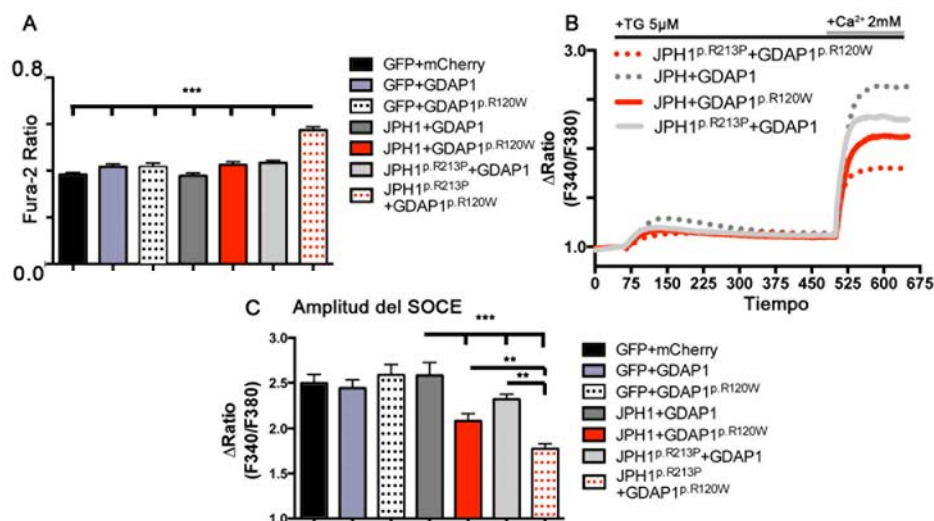 A
0.8
Fura-2 Ratio
0.0
***
GFP+mCherry
GFP+GDAP1
GFP+GDAP1p.R120W
JPH1+GDAP1
JPH1+GDAP1p.R120W
JPH1p.R213P+GDAP1
JPH1p.R213P
+GDAP1p.R120W
B
+TG 5µM
+Ca²⁺ 2mM
3.0
ΔRatio
(F340/F380)
1.0
JPH1p.R213P+GDAP1p.R120W
JPH+GDAP1
JPH+GDAP1p.R120W
JPH1p.R213P+GDAP1
0 75 150 225 300 375 450 525 600 675
Tiempo
C Amplitud del SOCE
3.0
2.5
2.0
1.5
1.0
ΔRatio
(F340/F380)
***
**
**
GFP+mCherry
GFP+GDAP1
GFP+GDAP1p.R120W
JPH1+GDAP1
JPH1+GDAP1p.R120W
JPH1p.R213P+GDAP1
JPH1p.R213P
+GDAP1p.R120W